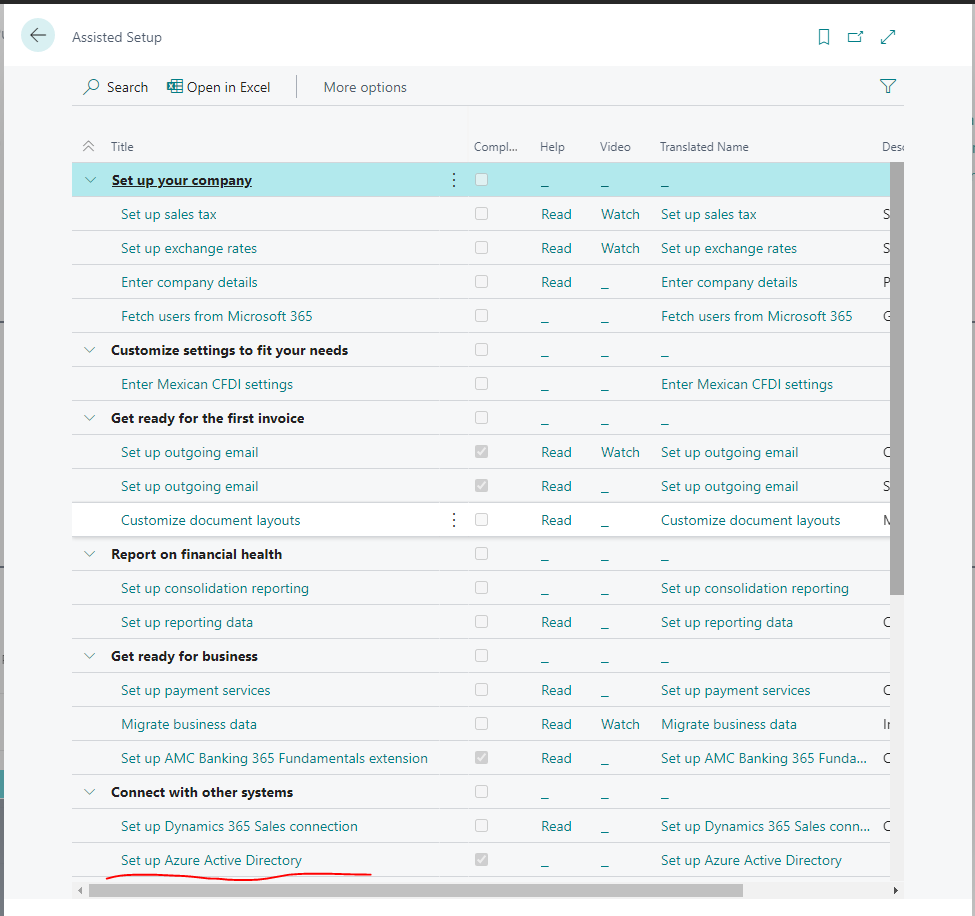 Assisted Setup
Search Open in Excel More options
Title Compl... Help Video Translated Name Desc
Set up your company _ _ _
Set up sales tax Read Watch Set up sales tax S
Set up exchange rates Read Watch Set up exchange rates S
Enter company details Read _ Enter company details P
Fetch users from Microsoft 365 _ _ Fetch users from Microsoft 365 G
Customize settings to fit your needs _ _ _
Enter Mexican CFDI settings _ _ Enter Mexican CFDI settings
Get ready for the first invoice _ _ _
Set up outgoing email Read Watch Set up outgoing email C
Set up outgoing email Read _ Set up outgoing email S
Customize document layouts Read _ Customize document layouts M
Report on financial health _ _ _
Set up consolidation reporting _ _ Set up consolidation reporting
Set up reporting data Read _ Set up reporting data C
Get ready for business _ _ _
Set up payment services Read _ Set up payment services C
Migrate business data Read Watch Migrate business data In
Set up AMC Banking 365 Fundamentals extension Read _ Set up AMC Banking 365 Funda... C
Connect with other systems _ _ _
Set up Dynamics 365 Sales connection Read _ Set up Dynamics 365 Sales conn... C
Set up Azure Active Directory _ _ Set up Azure Active Directory